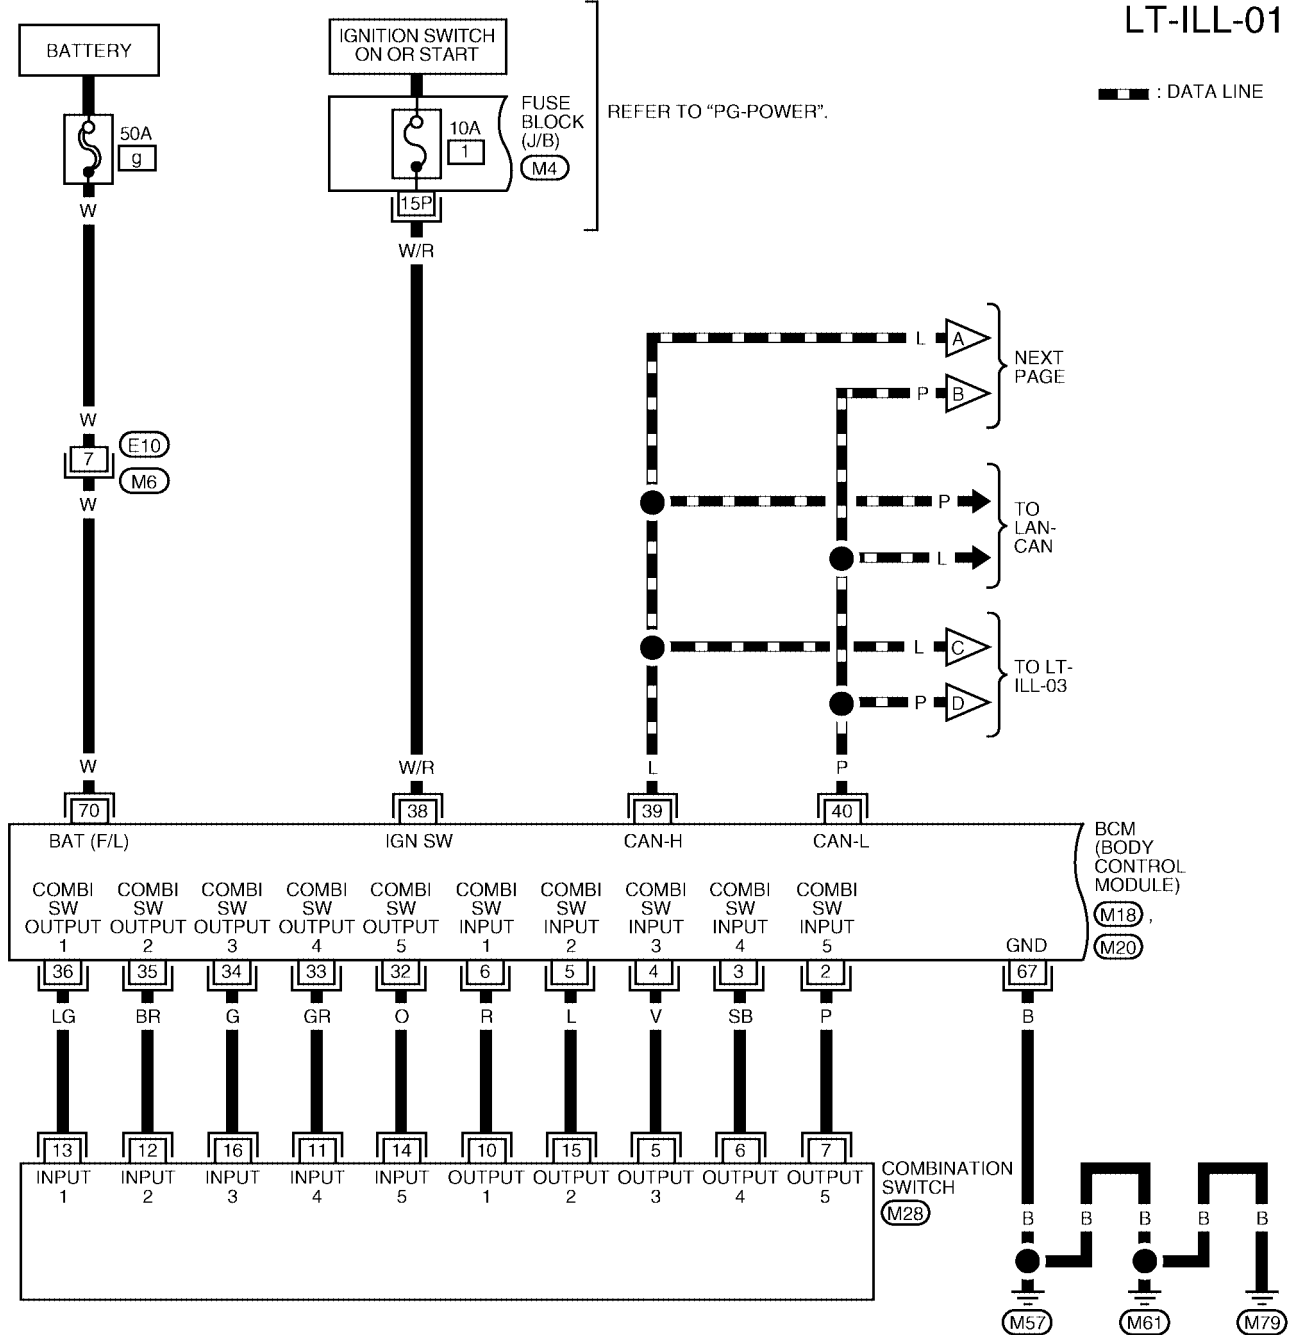 LT-ILL-01
: DATA LINE
BATTERY
50A
g
IGNITION SWITCH
ON OR START
10A
1
FUSE
BLOCK
(J/B)
M4
15P
REFER TO “PG-POWER”.
W
W/R
W
7
E10
M6
W
W
W/R
L
A
P
B
NEXT
PAGE
P
L
TO
LAN-
CAN
L
C
P
D
TO LT-
ILL-03
L
P
70
38
39
40
BAT (F/L)
IGN SW
CAN-H
CAN-L
BCM
(BODY
CONTROL
MODULE)
M18 ,
M20
COMBI
SW
OUTPUT
1
COMBI
SW
OUTPUT
2
COMBI
SW
OUTPUT
3
COMBI
SW
OUTPUT
4
COMBI
SW
OUTPUT
5
COMBI
SW
INPUT
1
COMBI
SW
INPUT
2
COMBI
SW
INPUT
3
COMBI
SW
INPUT
4
COMBI
SW
INPUT
5
GND
36
35
34
33
32
6
5
4
3
2
67
LG
BR
G
GR
O
R
L
V
SB
P
B
13
12
16
11
14
10
15
5
6
7
INPUT
1
INPUT
2
INPUT
3
INPUT
4
INPUT
5
OUTPUT
1
OUTPUT
2
OUTPUT
3
OUTPUT
4
OUTPUT
5
COMBINATION
SWITCH
M28
B
B
B
B
B
M57
M61
M79